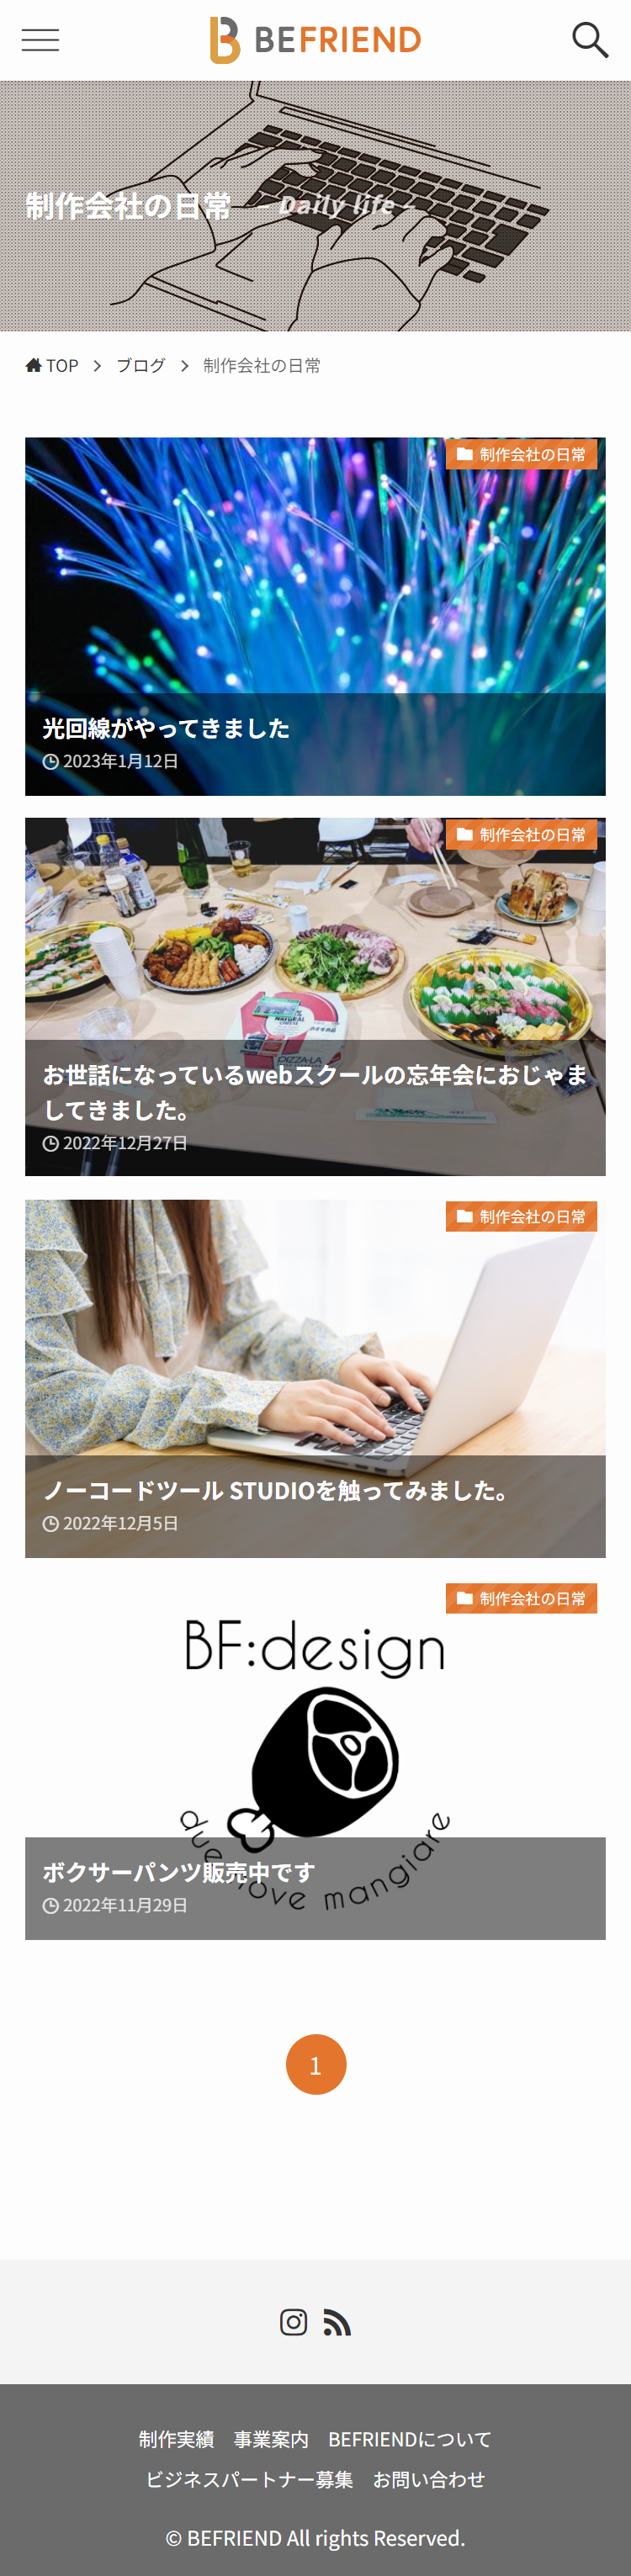 BEFRIEND
制作会社の日常 – Daily life –
TOP > ブログ > 制作会社の日常
制作会社の日常
光回線がやってきました
2023年1月12日
制作会社の日常
NATURAL
CHEESE
PIZZA-LA
お世話になっているwebスクールの忘年会におじゃま
してきました。
2022年12月27日
制作会社の日常
ノーコードツール STUDIOを触ってみました。
2022年12月5日
制作会社の日常
BF:design
love mangiare
ボクサーパンツ販売中です
2022年11月29日
1
制作実績 事業案内 BEFRIENDについて
ビジネスパートナー募集 お問い合わせ
© BEFRIEND All rights Reserved.